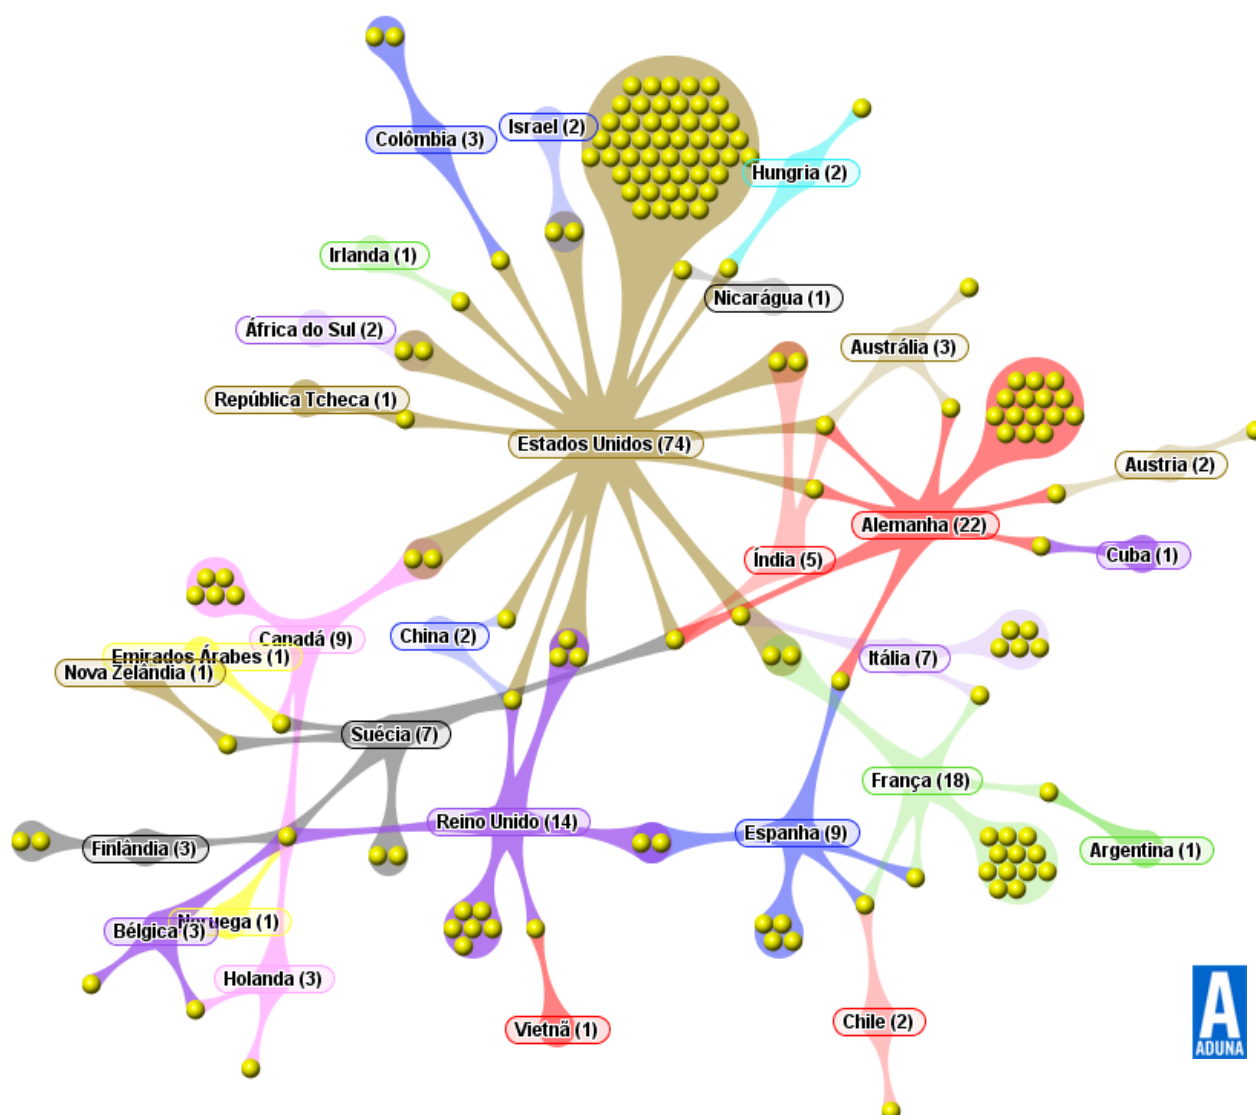 Israel (2)
Colômbia (3)
Hungria (2)
Irlanda (1)
Nicarágua (1)
África do Sul (2)
Austrália (3)
República Tcheca (1)
Estados Unidos (74)
Austria (2)
Alemanha (22)
Índia (5)
Cuba (1)
China (2)
Canadá (9)
Emirados Árabes (1)
Itália (7)
Nova Zelândia (1)
Suécia (7)
França (18)
Reino Unido (14)
Espanha (9)
Finlândia (3)
Argentina (1)
Noruega (1)
Bélgica (3)
Holanda (3)
Vietnã (1)
Chile (2)
A
ADUNA